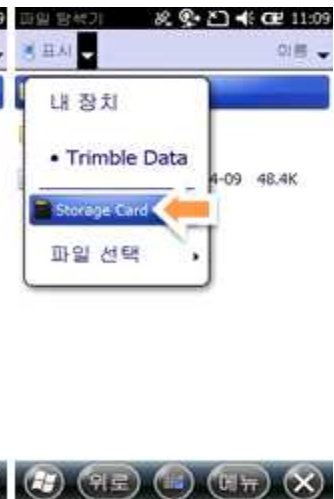 파일 탐색기 11:09
표시 이름
내 장치
• Trimble Data
4-09 48.4K
Storage Card
파일 선택
위로 메뉴